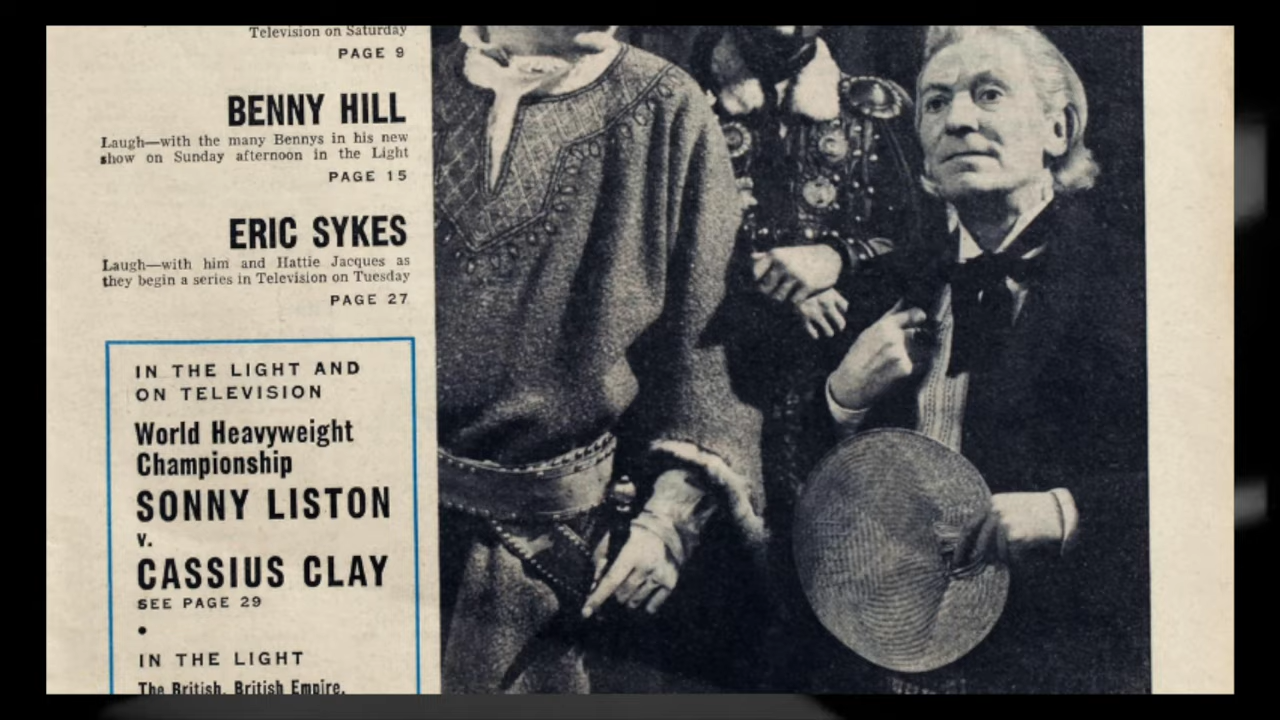 Television on Saturday
PAGE 9
BENNY HILL
Laugh—with the many Bennys in his new
show on Sunday afternoon in the Light
PAGE 15
ERIC SYKES
Laugh—with him and Hattie Jacques as
they begin a series in Television on Tuesday
PAGE 27
IN THE LIGHT AND
ON TELEVISION
World Heavyweight
Championship
SONNY LISTON
v.
CASSIUS CLAY
SEE PAGE 29
•
IN THE LIGHT
The British, British Empire,